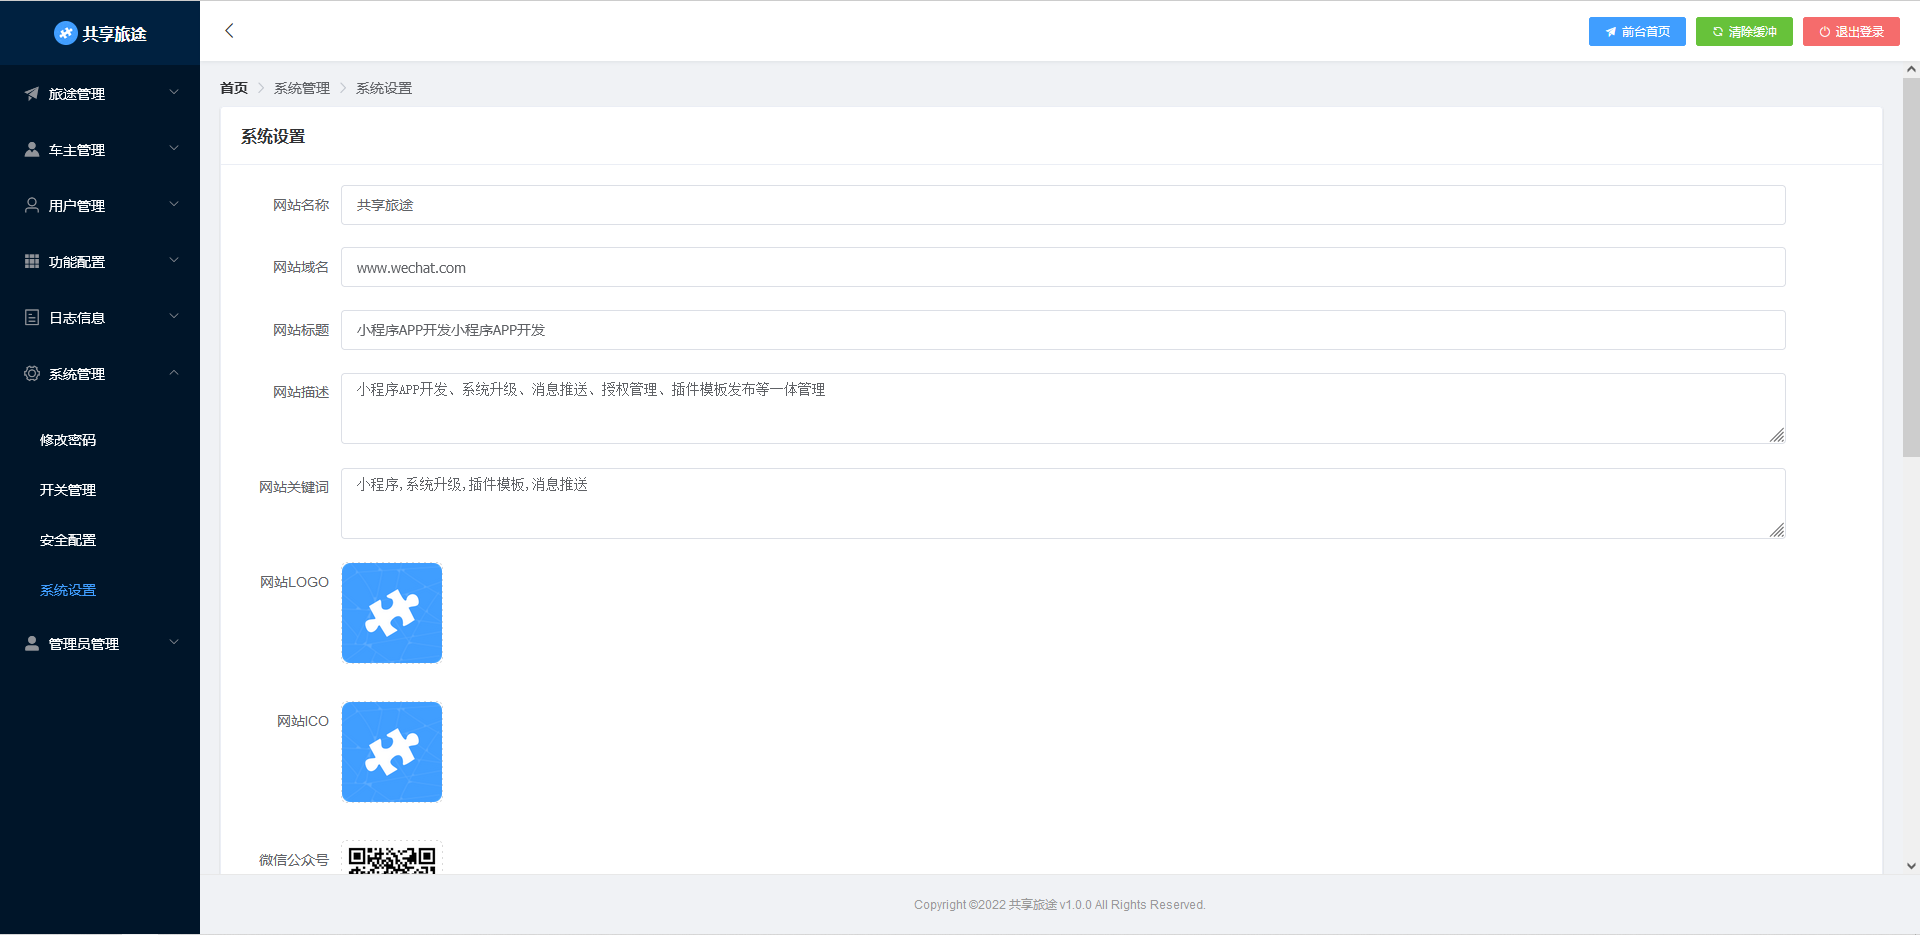 共享旅途
前台首页
清除缓冲
退出登录
旅途管理
车主管理
用户管理
功能配置
日志信息
系统管理
修改密码
开关管理
安全配置
系统设置
管理员管理
首页 系统管理 系统设置
系统设置
网站名称 共享旅途
网站域名 www.wechat.com
网站标题 小程序APP开发小程序APP开发
网站描述 小程序APP开发、系统升级、消息推送、授权管理、插件模板发布等一体管理
网站关键词 小程序,系统升级,插件模板,消息推送
网站LOGO
网站ICO
微信公众号
Copyright ©2022 共享旅途 v1.0.0 All Rights Reserved.